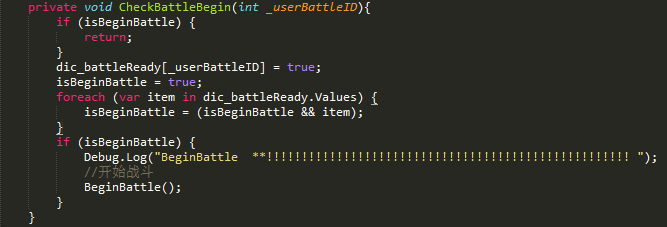 private void CheckBattleBegin(int _userBattleID){
if (isBeginBattle) {
return;
}
dic_battleReady[_userBattleID] = true;
isBeginBattle = true;
foreach (var item in dic_battleReady.Values) {
isBeginBattle = (isBeginBattle && item);
}
if (isBeginBattle) {
Debug.Log("BeginBattle  **!!!!!!!!!!!!!!!!!!!!!!!!!!!!!!!!!!!!!!!!!!!!!!!!!!!! ");
//开始战斗
BeginBattle();
}
}